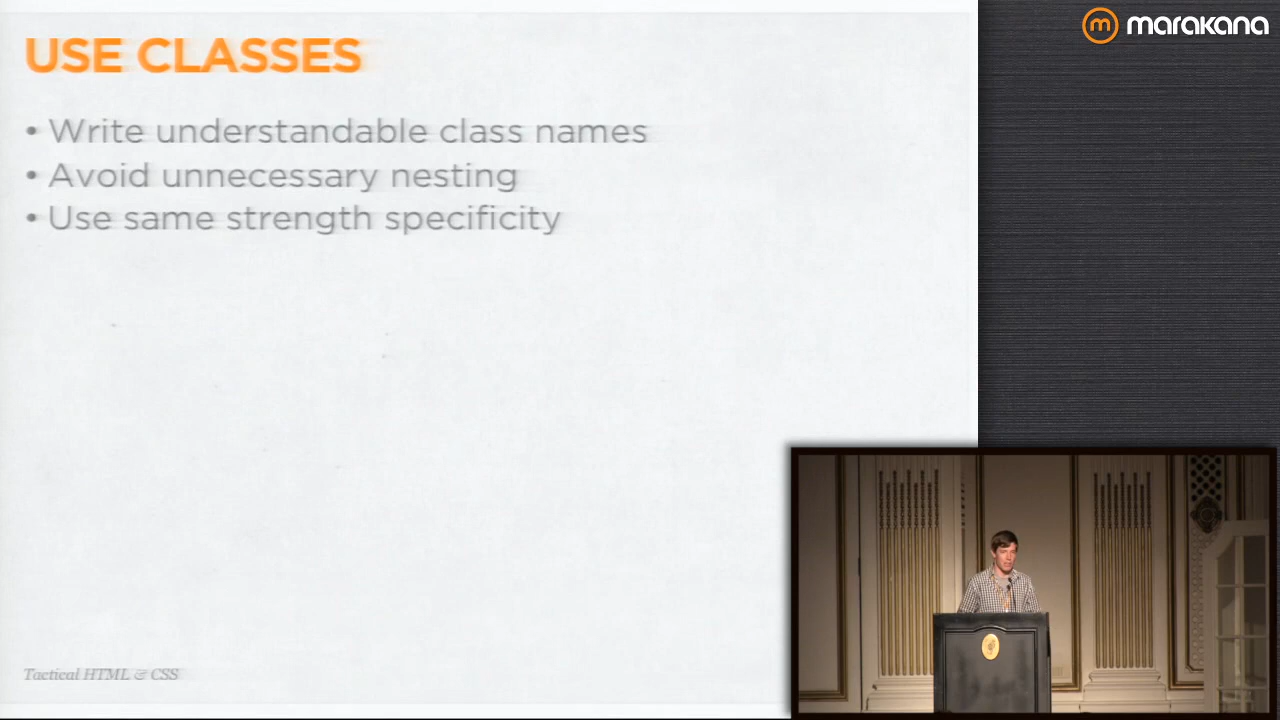 USE CLASSES
• Write understandable class names
• Avoid unnecessary nesting
• Use same strength specificity
Tactical HTML & CSS
m marakana